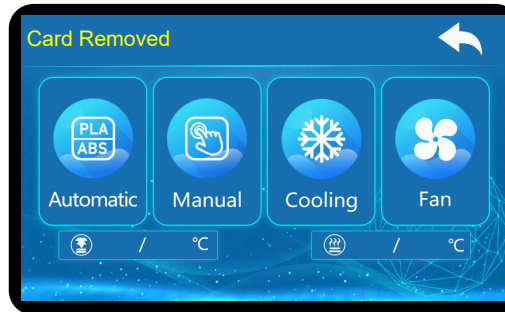 Card Removed
PLA
ABS
Automatic Manual Cooling Fan
/ ℃ / ℃